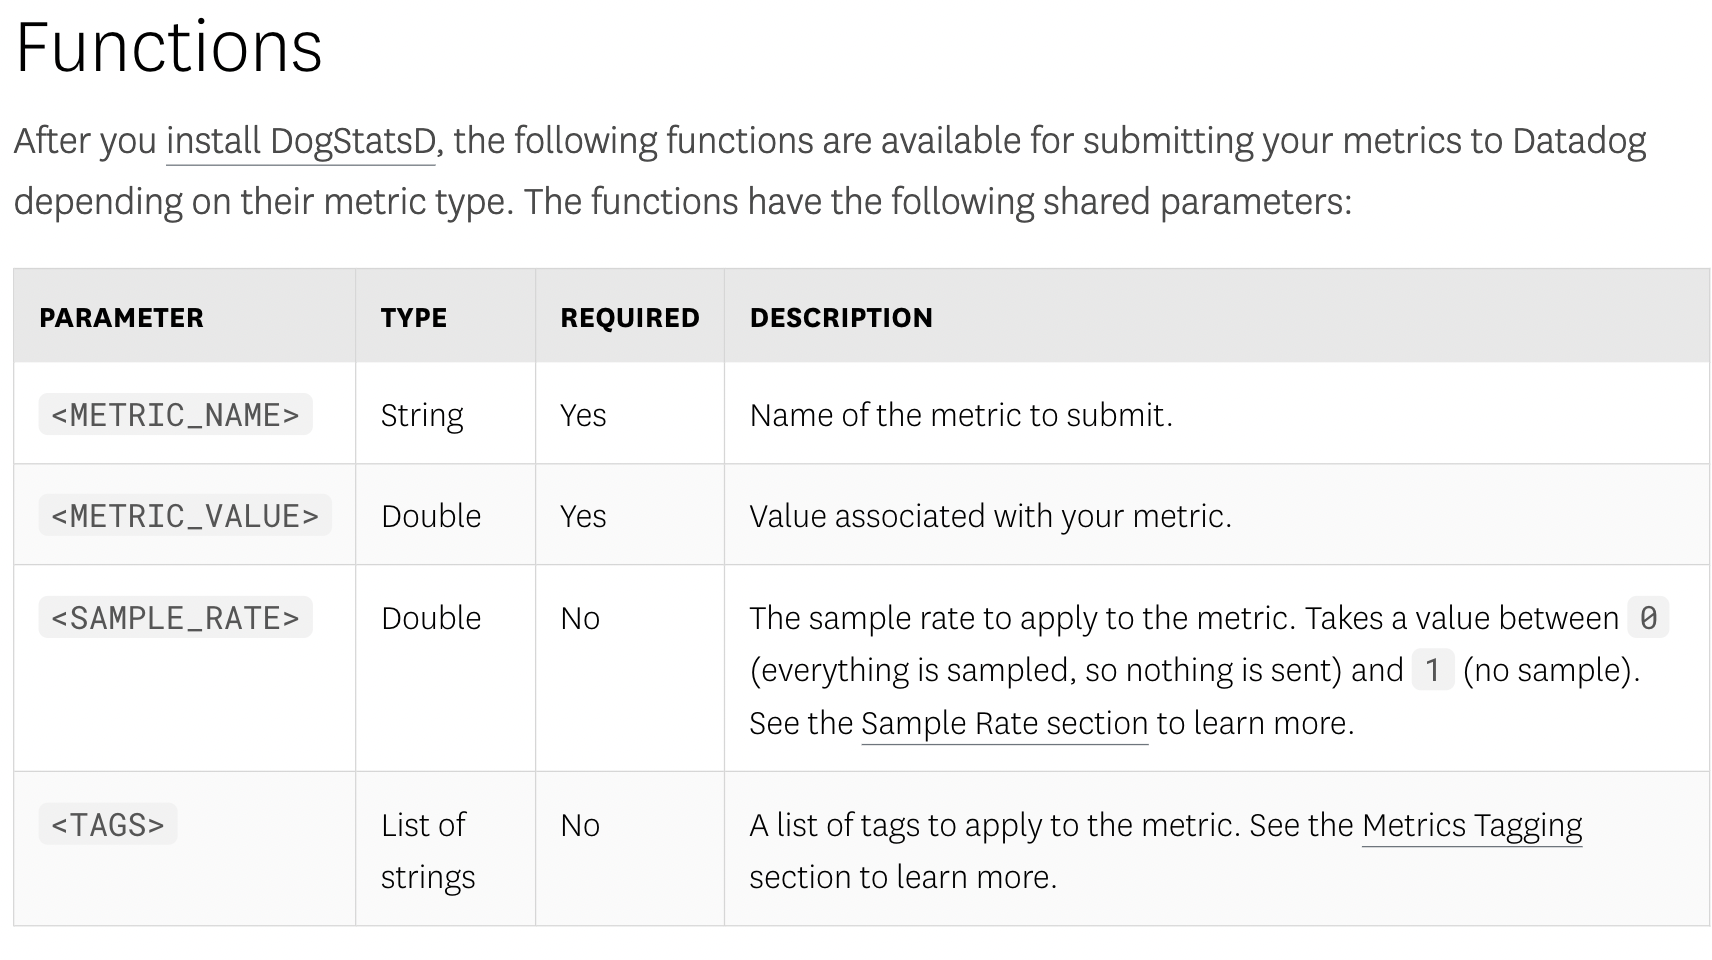 Functions
After you install DogStatsD, the following functions are available for submitting your metrics to Datadog
depending on their metric type. The functions have the following shared parameters:
PARAMETER TYPE REQUIRED DESCRIPTION
<METRIC_NAME> String Yes Name of the metric to submit.
<METRIC_VALUE> Double Yes Value associated with your metric.
<SAMPLE_RATE> Double No The sample rate to apply to the metric. Takes a value between 0
(everything is sampled, so nothing is sent) and 1 (no sample).
See the Sample Rate section to learn more.
<TAGS> List of No A list of tags to apply to the metric. See the Metrics Tagging
strings section to learn more.